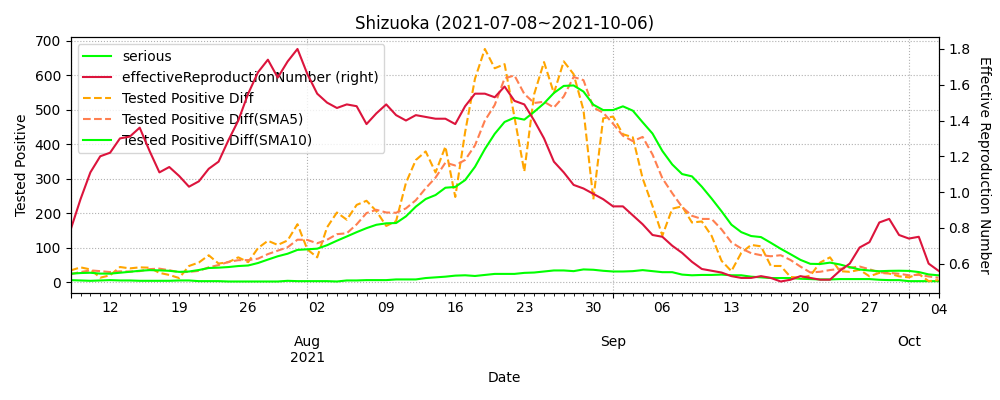 Shizuoka (2021-07-08~2021-10-06)
serious
effectiveReproductionNumber (right)
Tested Positive Diff
Tested Positive Diff(SMA5)
Tested Positive Diff(SMA10)
Tested Positive
700
600
500
400
300
200
100
0
1.8
1.6
1.4
1.2
1.0
0.8
0.6
Effective Reproduction Number
12 19 26 02 09 16 23 30 06 13 20 27 04
Aug Sep Oct
2021
Date